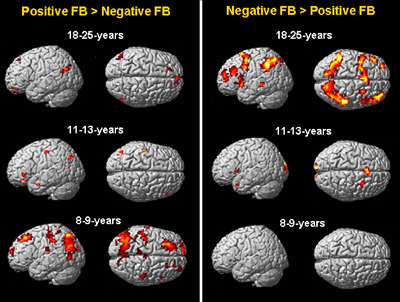 Positive FB > Negative FB
18-25-years
11-13-years
8-9-years
Negative FB > Positive FB
18-25-years
11-13-years
8-9-years